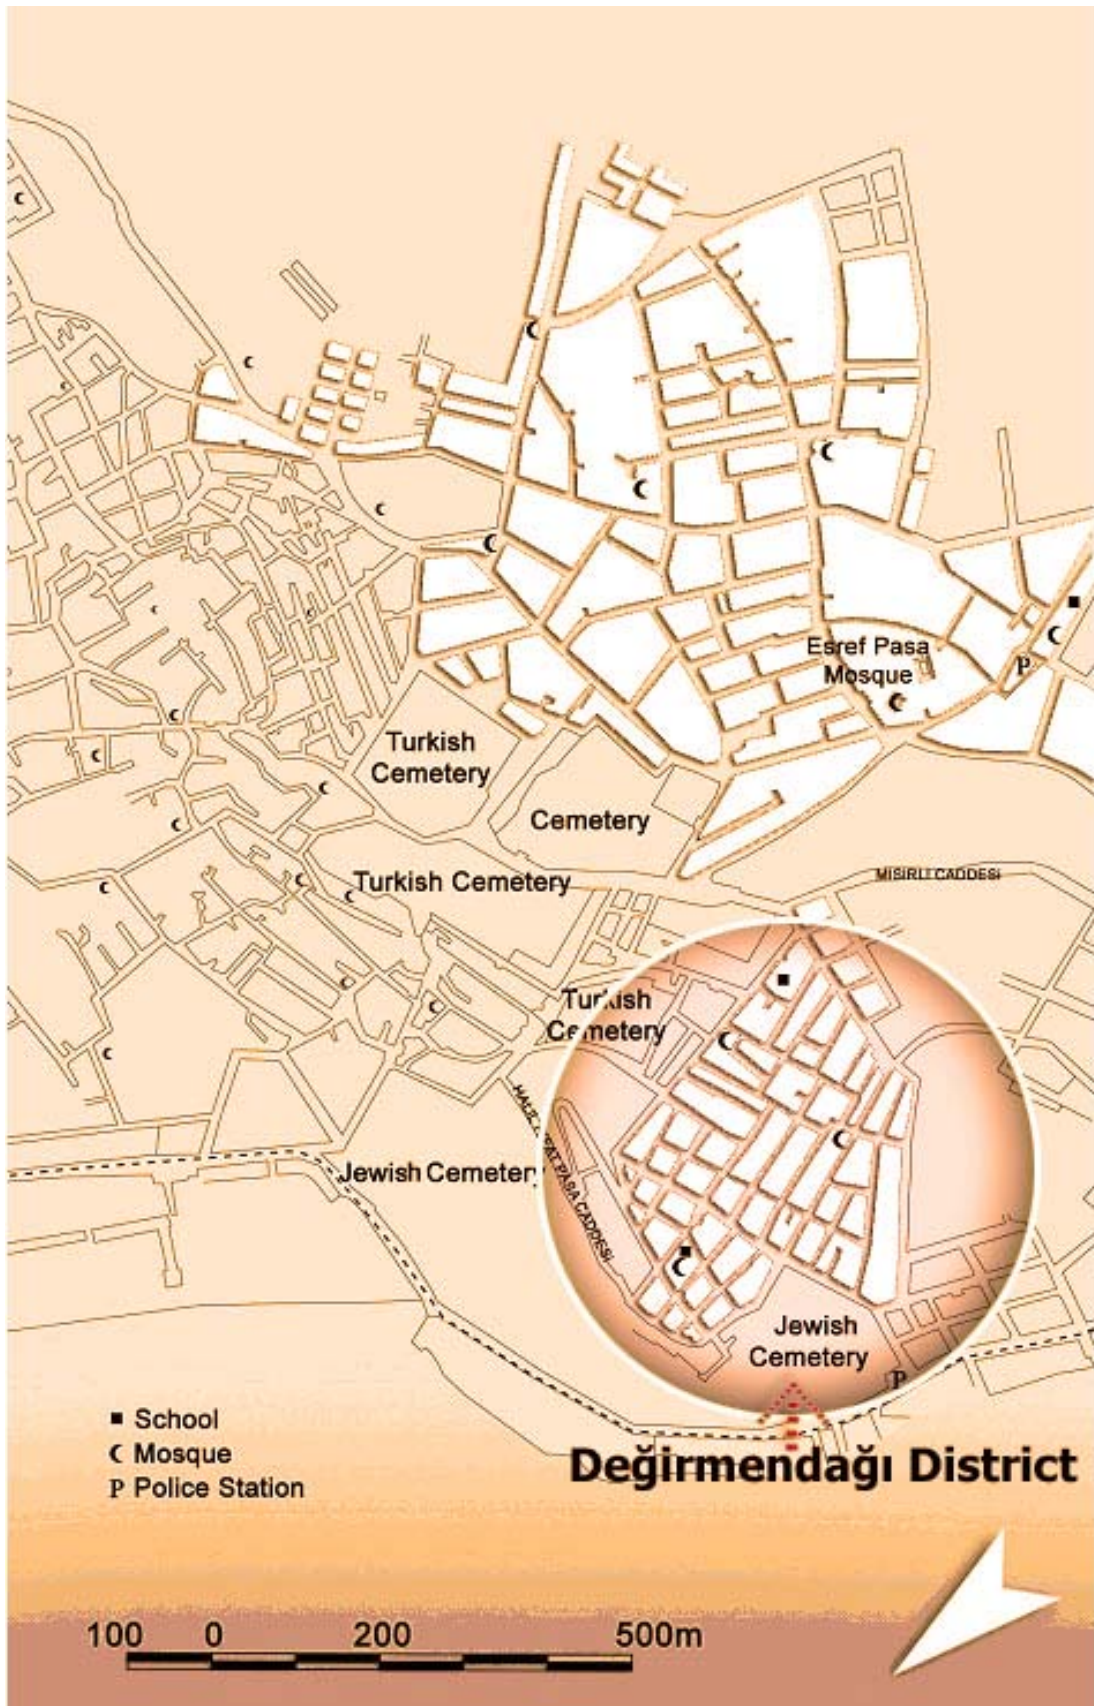 Esref Pasa
Mosque
P
Turkish
Cemetery
Cemetery
Turkish Cemetery
MISIRLI CADDESİ
Turkish
Cemetery
PASA CADDESİ
Jewish Cemetery
Jewish
Cemetery
P
School
Mosque
P Police Station
Değirmendağı District
100 0 200 500m